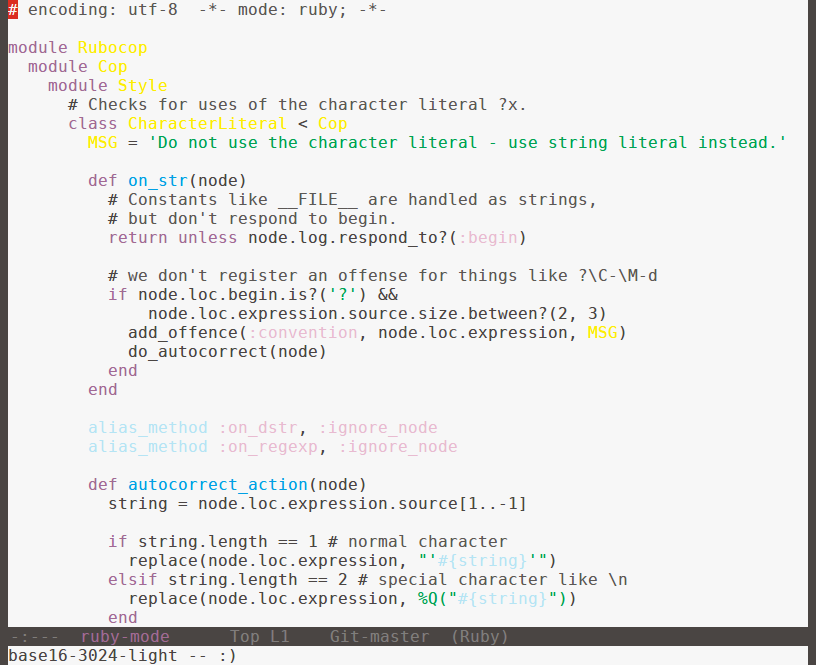 # encoding: utf-8  -*- mode: ruby; -*-

module Rubocop
  module Cop
    module Style
      # Checks for uses of the character literal ?x.
      class CharacterLiteral < Cop
        MSG = 'Do not use the character literal - use string literal instead.'

        def on_str(node)
          # Constants like __FILE__ are handled as strings,
          # but don't respond to begin.
          return unless node.log.respond_to?(:begin)

          # we don't register an offense for things like ?\C-\M-d
          if node.loc.begin.is?('?') &&
              node.loc.expression.source.size.between?(2, 3)
            add_offence(:convention, node.loc.expression, MSG)
            do_autocorrect(node)
          end
        end

        alias_method :on_dstr, :ignore_node
        alias_method :on_regexp, :ignore_node

        def autocorrect_action(node)
          string = node.loc.expression.source[1..-1]

          if string.length == 1 # normal character
            replace(node.loc.expression, "'#{string}'")
          elsif string.length == 2 # special character like \n
            replace(node.loc.expression, %Q("#{string}"))
          end
-:---  ruby-mode      Top L1    Git-master  (Ruby)
base16-3024-light -- :)